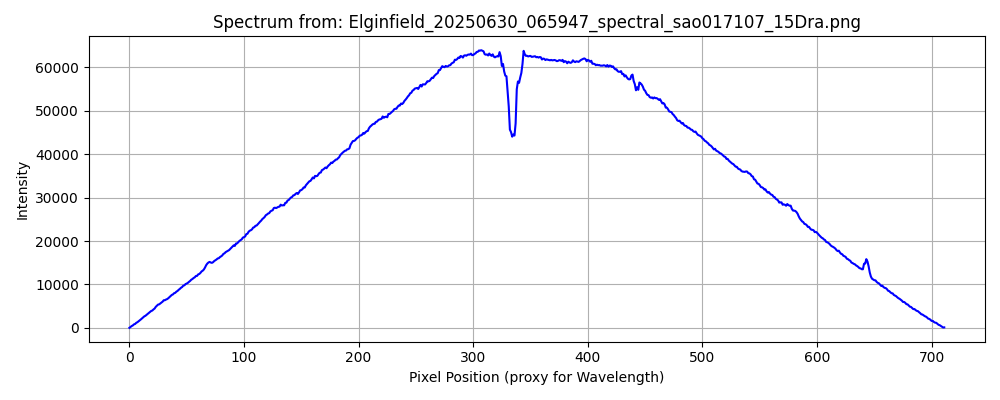 Spectrum from: Elginfield_20250630_065947_spectral_sao017107_15Dra.png
Intensity
60000
50000
40000
30000
20000
10000
0
0 100 200 300 400 500 600 700
Pixel Position (proxy for Wavelength)